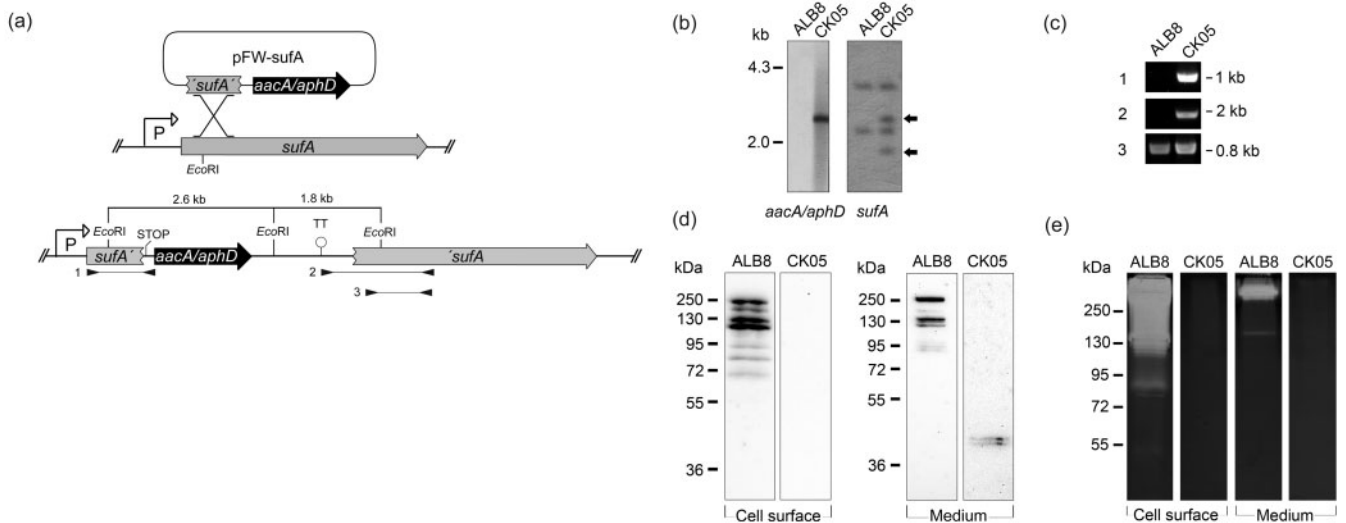 (a)
pFW-sufA
'sufA' aacA/aphD
P
sufA
EcoRI
2.6 kb 1.8 kb
TT
EcoRI STOP EcoRI EcoRI
P
sufA' aacA/aphD 'sufA
1 2
3
(b)
ALB8 CK05 ALB8 CK05
kb
4.3
2.0
aacA/aphD sufA
(c)
ALB8 CK05
1 1 kb
2 2 kb
3 0.8 kb
(d)
kDa ALB8 CK05
250
130
95
72
55
36
Cell surface
kDa ALB8 CK05
250
130
95
72
55
36
Medium
(e)
kDa ALB8 CK05 ALB8 CK05
250
130
95
72
55
Cell surface Medium